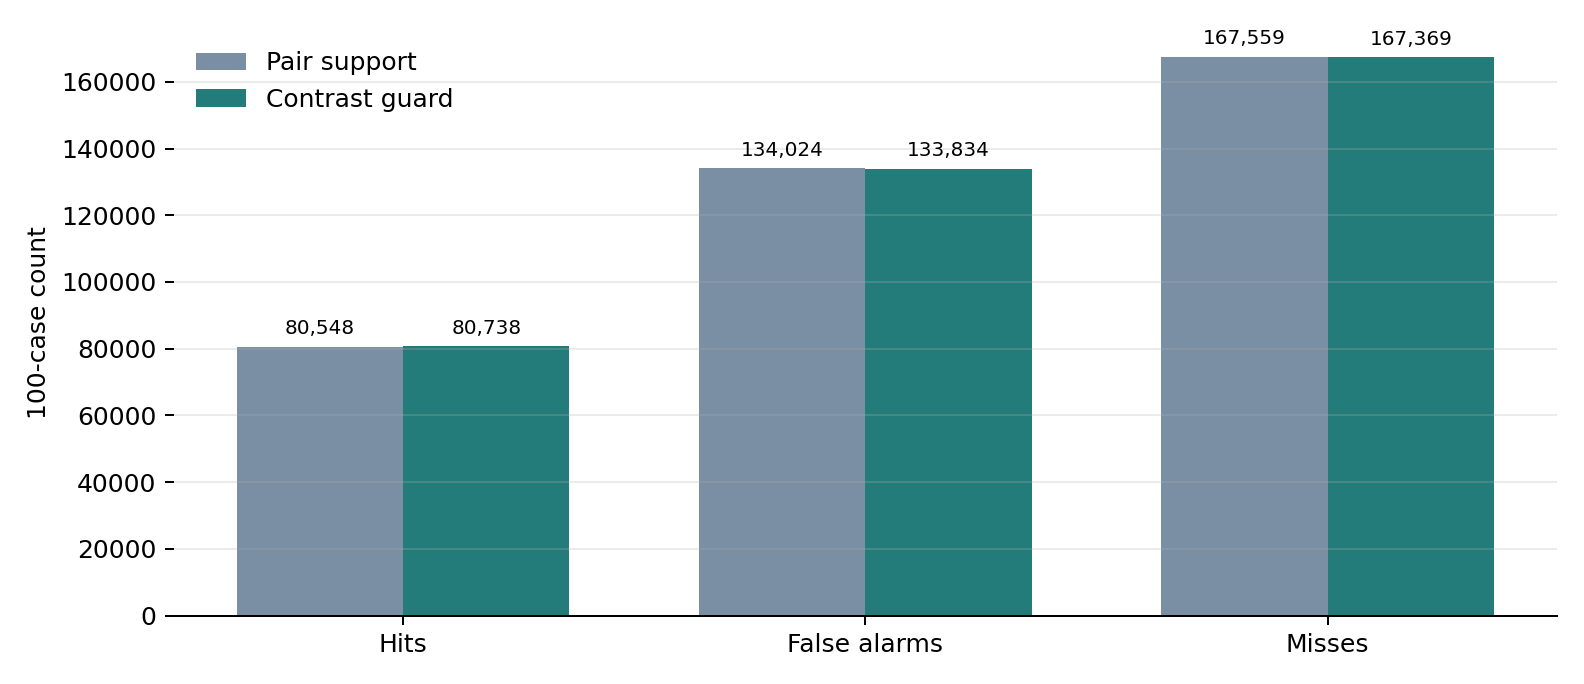 167,559
167,369
Pair support
Contrast guard
134,024
133,834
80,548
80,738
100-case count
160000
140000
120000
100000
80000
60000
40000
20000
0
Hits
False alarms
Misses